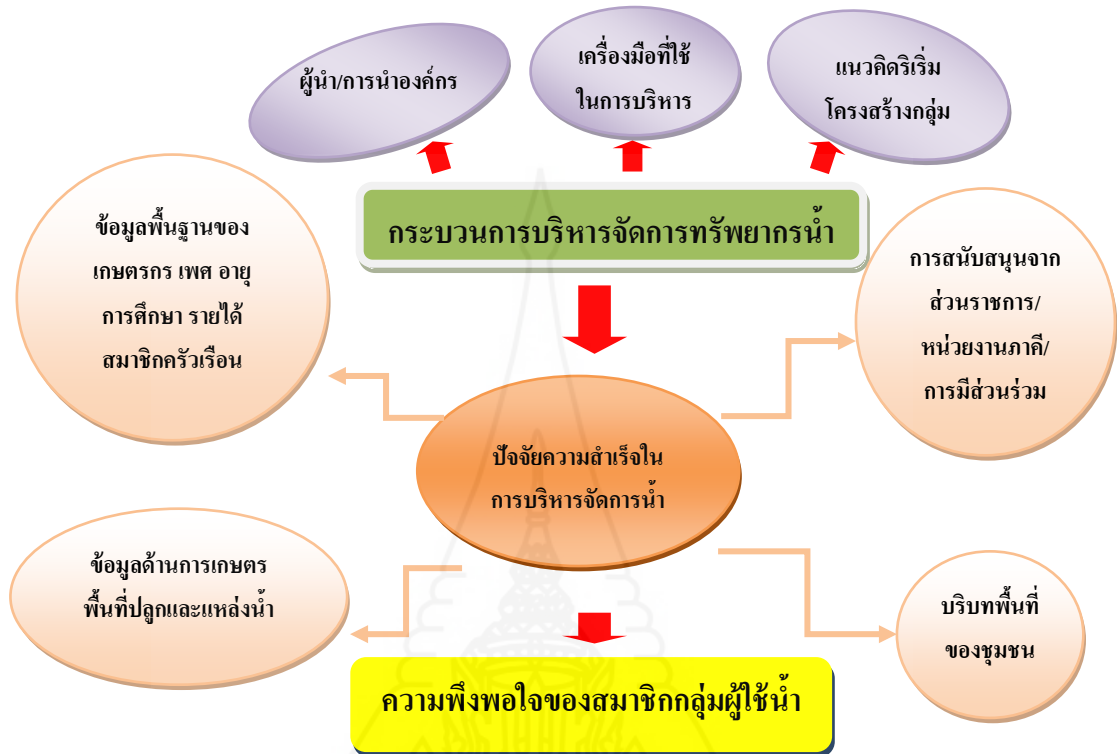 ผู้นำ/การนำองค์กร
เครื่องมือที่ใช้
ในการบริหาร
แนวคิดริเริ่ม
โครงสร้างกลุ่ม
กระบวนการบริหารจัดการทรัพยากรน้ำ
ข้อมูลพื้นฐานของ
เกษตรกร เพศ อายุ
การศึกษา รายได้
สมาชิกครัวเรือน
การสนับสนุนจาก
ส่วนราชการ/
หน่วยงานภาคี/
การมีส่วนร่วม
ปัจจัยความสำเร็จใน
การบริหารจัดการน้ำ
ข้อมูลด้านการเกษตร
พื้นที่ปลูกและแหล่งน้ำ
บริบทพื้นที่
ของชุมชน
ความพึงพอใจของสมาชิกกลุ่มผู้ใช้น้ำ